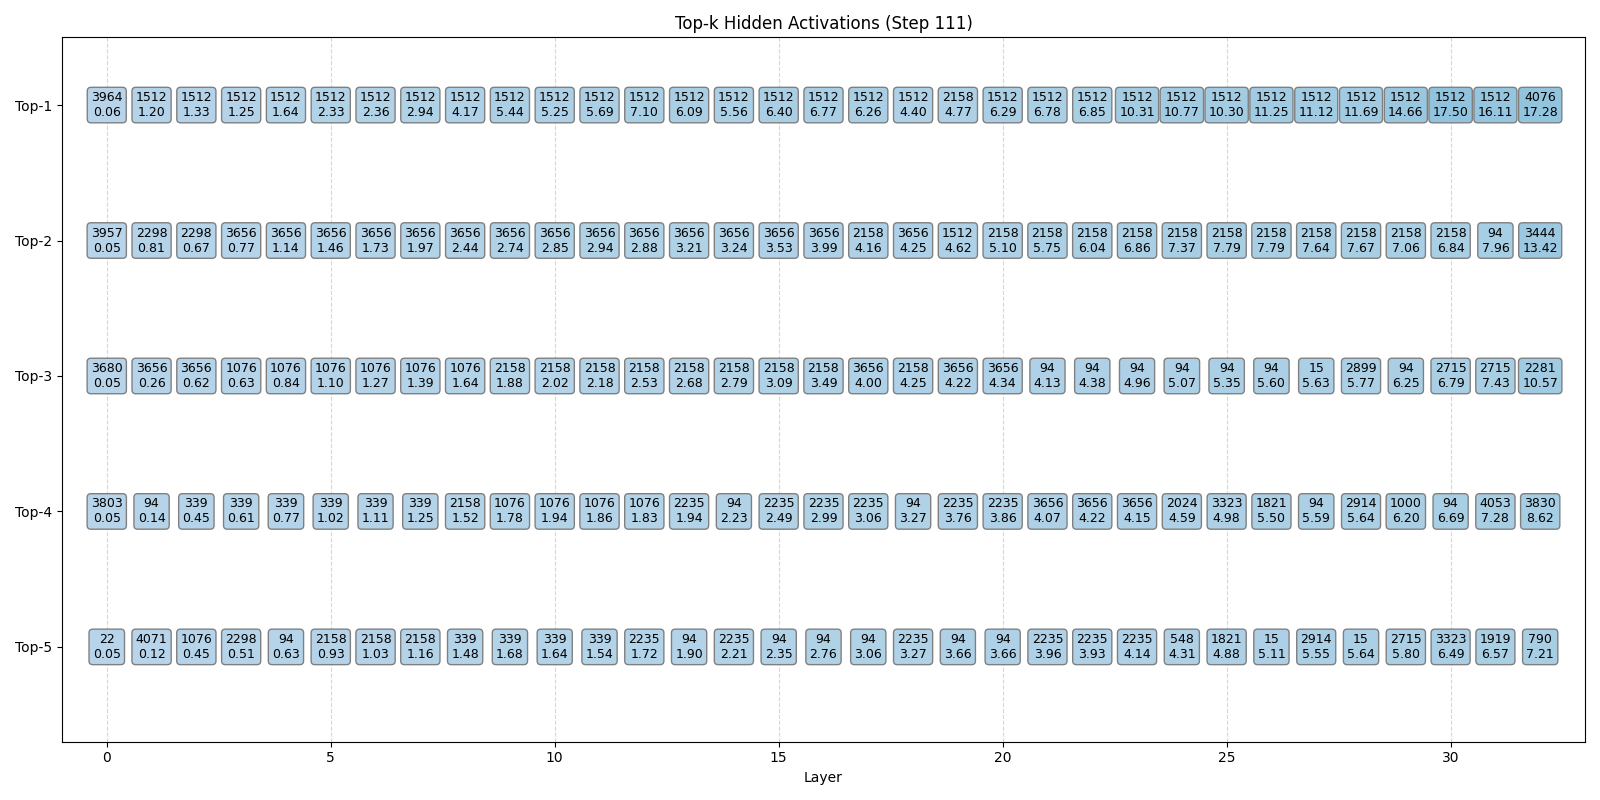 Top-k Hidden Activations (Step 111)
Top-1
3964 1512 1512 1512 1512 1512 1512 1512 1512 1512 1512 1512 1512 1512 1512 1512 1512 1512 1512 2158 1512 1512 1512 1512 1512 1512 1512 1512 1512 1512 1512 1512 4076
0.06 1.20 1.33 1.25 1.64 2.33 2.36 2.94 4.17 5.44 5.25 5.69 7.10 6.09 5.56 6.40 6.77 6.26 4.40 4.77 6.29 6.78 6.85 10.31 10.77 10.30 11.25 11.12 11.69 14.66 17.50 16.11 17.28
Top-2
3957 2298 2298 3656 3656 3656 3656 3656 3656 3656 3656 3656 3656 3656 3656 3656 3656 2158 3656 1512 2158 2158 2158 2158 2158 2158 2158 2158 2158 2158 2158 94 3444
0.05 0.81 0.67 0.77 1.14 1.46 1.73 1.97 2.44 2.74 2.85 2.94 2.88 3.21 3.24 3.53 3.99 4.16 4.25 4.62 5.10 5.75 6.04 6.86 7.37 7.79 7.79 7.64 7.67 7.06 6.84 7.96 13.42
Top-3
3680 3656 3656 1076 1076 1076 1076 1076 1076 2158 2158 2158 2158 2158 2158 2158 2158 3656 2158 3656 3656 94 94 94 94 94 94 15 2899 94 2715 2715 2281
0.05 0.26 0.62 0.63 0.84 1.10 1.27 1.39 1.64 1.88 2.02 2.18 2.53 2.68 2.79 3.09 3.49 4.00 4.25 4.22 4.34 4.13 4.38 4.96 5.07 5.35 5.60 5.63 5.77 6.25 6.79 7.43 10.57
Top-4
3803 94 339 339 339 339 339 339 2158 1076 1076 1076 1076 2235 94 2235 2235 2235 94 2235 2235 3656 3656 3656 2024 3323 1821 94 2914 1000 94 4053 3830
0.05 0.14 0.45 0.61 0.77 1.02 1.11 1.25 1.52 1.78 1.94 1.86 1.83 1.94 2.23 2.49 2.99 3.06 3.27 3.76 3.86 4.07 4.22 4.15 4.59 4.98 5.50 5.59 5.64 6.20 6.69 7.28 8.62
Top-5
22 4071 1076 2298 94 2158 2158 2158 339 339 339 339 2235 94 2235 94 94 94 2235 94 94 2235 2235 2235 548 1821 15 2914 15 2715 3323 1919 790
0.05 0.12 0.45 0.51 0.63 0.93 1.03 1.16 1.48 1.68 1.64 1.54 1.72 1.90 2.21 2.35 2.76 3.06 3.27 3.66 3.66 3.96 3.93 4.14 4.31 4.88 5.11 5.55 5.64 5.80 6.49 6.57 7.21
0 5 10 15 20 25 30
Layer